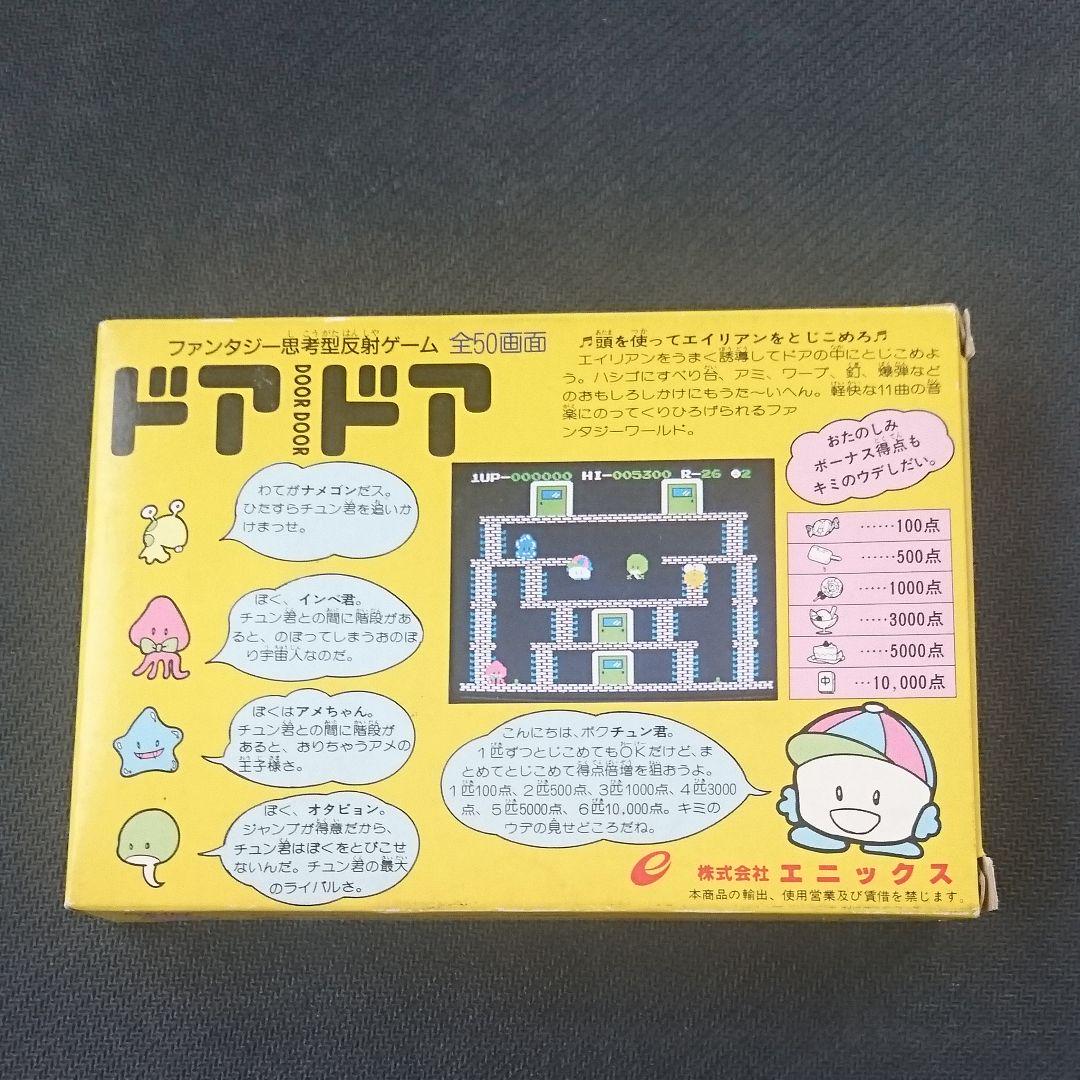 ファンタジー思考型反射ゲーム 全50画面
ドアドア
DOOR DOOR
♬頭を使ってエイリアンをとじこめろ♬
エイリアンをうまく誘導してドアの中にとじこめよ
う。ハシゴにすべり台、アミ、ワープ、釘、爆弾など
のおもしろしかけにもうた〜いへん。軽快な11曲の音
楽にのってくりひろげられるファ
ンタジーワールド。
おたのしみ
ボーナス得点も
キミのウデしだい。
わてがナメゴンだス。
ひたすらチュン君を追いか
けまっせ。
ぼく、インベ君。
チュン君との間に階段があ
ると、のぼってしまうおのぼ
り宇宙人なのだ。
ぼくはアメちゃん。
チュン君との間に階段が
あると、おりちゃうアメの
王子様さ。
ぼく、オタピョン。
ジャンプが得意だから、
チュン君はぼくをとびこせ
ないんだ。チュン君の最大
のライバルさ。
1UP-000000 HI-005300 R-26 2
……100点
……500点
……1000点
……3000点
……5000点
中 …10,000点
こんにちは、ボクチュン君。
1匹ずつとじこめてもOKだけど、ま
とめてとじこめて得点倍増を狙おうよ。
1匹100点、2匹500点、3匹1000点、4匹3000
点、5匹5000点、6匹10,000点。キミの
ウデの見せどころだね。
e 株式会社 エニックス
本商品の輸出、使用営業及び賃借を禁じます。